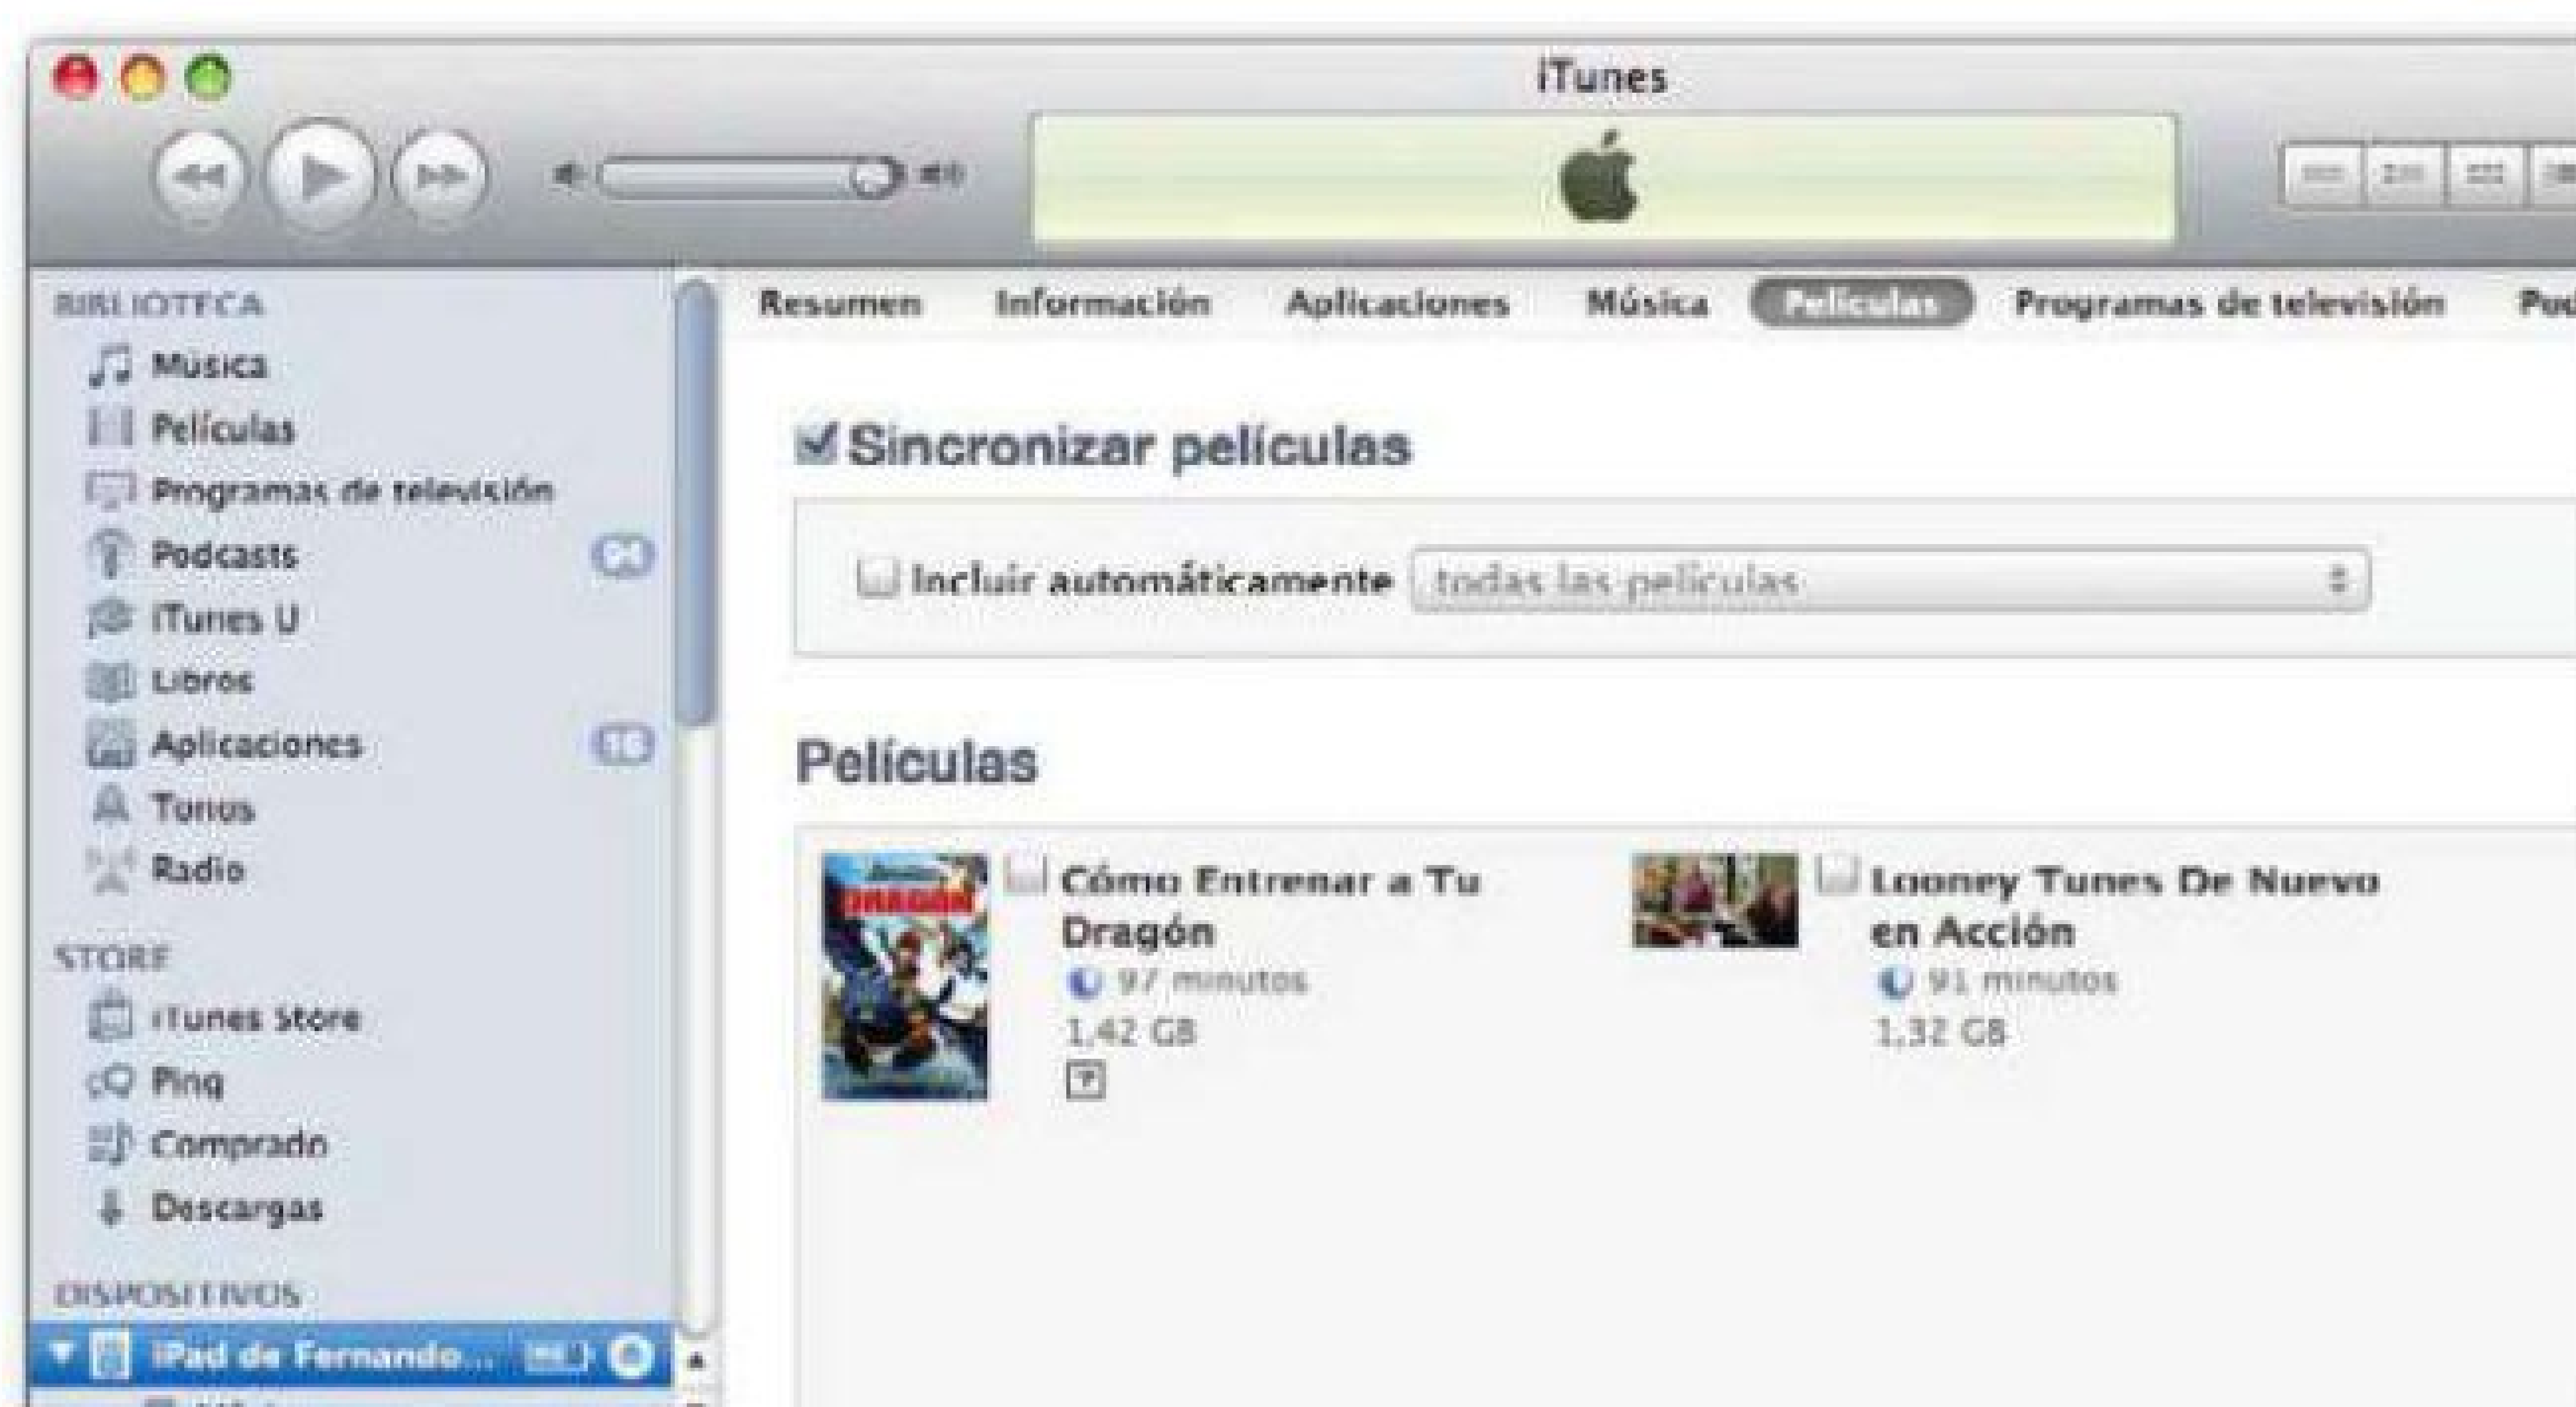 iTunes
BIBLIOTECA
Música
Películas
Programas de televisión
Podcasts
iTunes U
Libros
Aplicaciones
Tonos
Radio
STORE
iTunes Store
Ping
Comprado
Descargas
DISPOSITIVOS
iPad de Fernando...
Resumen Información Aplicaciones Música Películas Programas de televisión
Sincronizar películas
Incluir automáticamente todas las películas
Películas
DRAGÓN
Cómo Entrenar a Tu
Dragón
97 minutos
1,42 GB
Looney Tunes De Nuevo
en Acción
91 minutos
1,32 GB